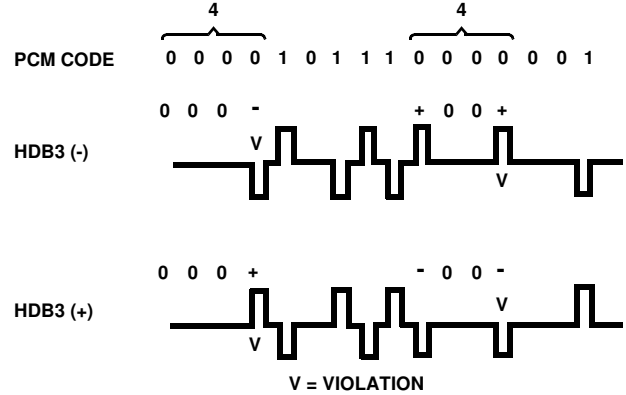 4 4
PCM CODE 0 0 0 0 1 0 1 1 1 0 0 0 0 0 0 1
0 0 0 - + 0 0 +
V
HDB3 (-)
V
0 0 0 + - 0 0 -
V
HDB3 (+)
V
V = VIOLATION